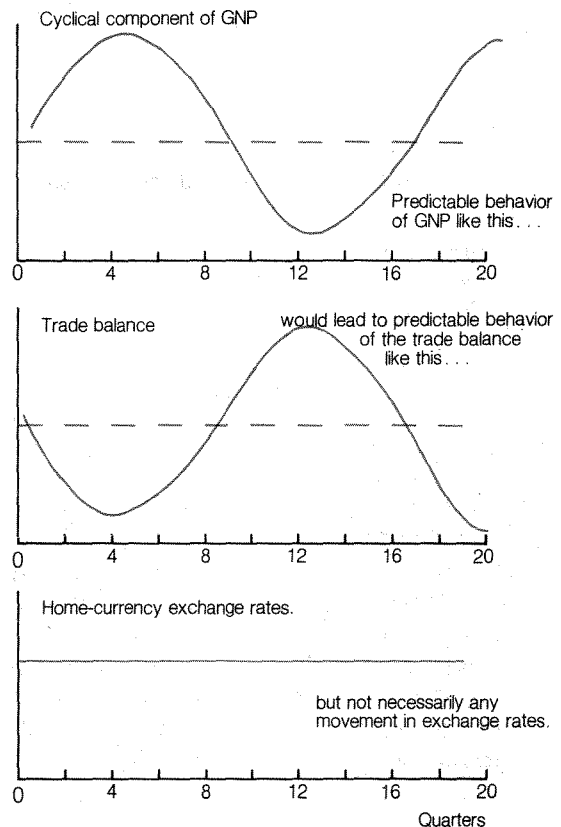 Cyclical component of GNP
Predictable behavior
of GNP like this...
0 4 8 12 16 20
Trade balance
would lead to predictable behavior
of the trade balance
like this...
0 4 8 12 16 20
Home-currency exchange rates.
but not necessarily any
movement in exchange rates.
0 4 8 12 16 20
Quarters